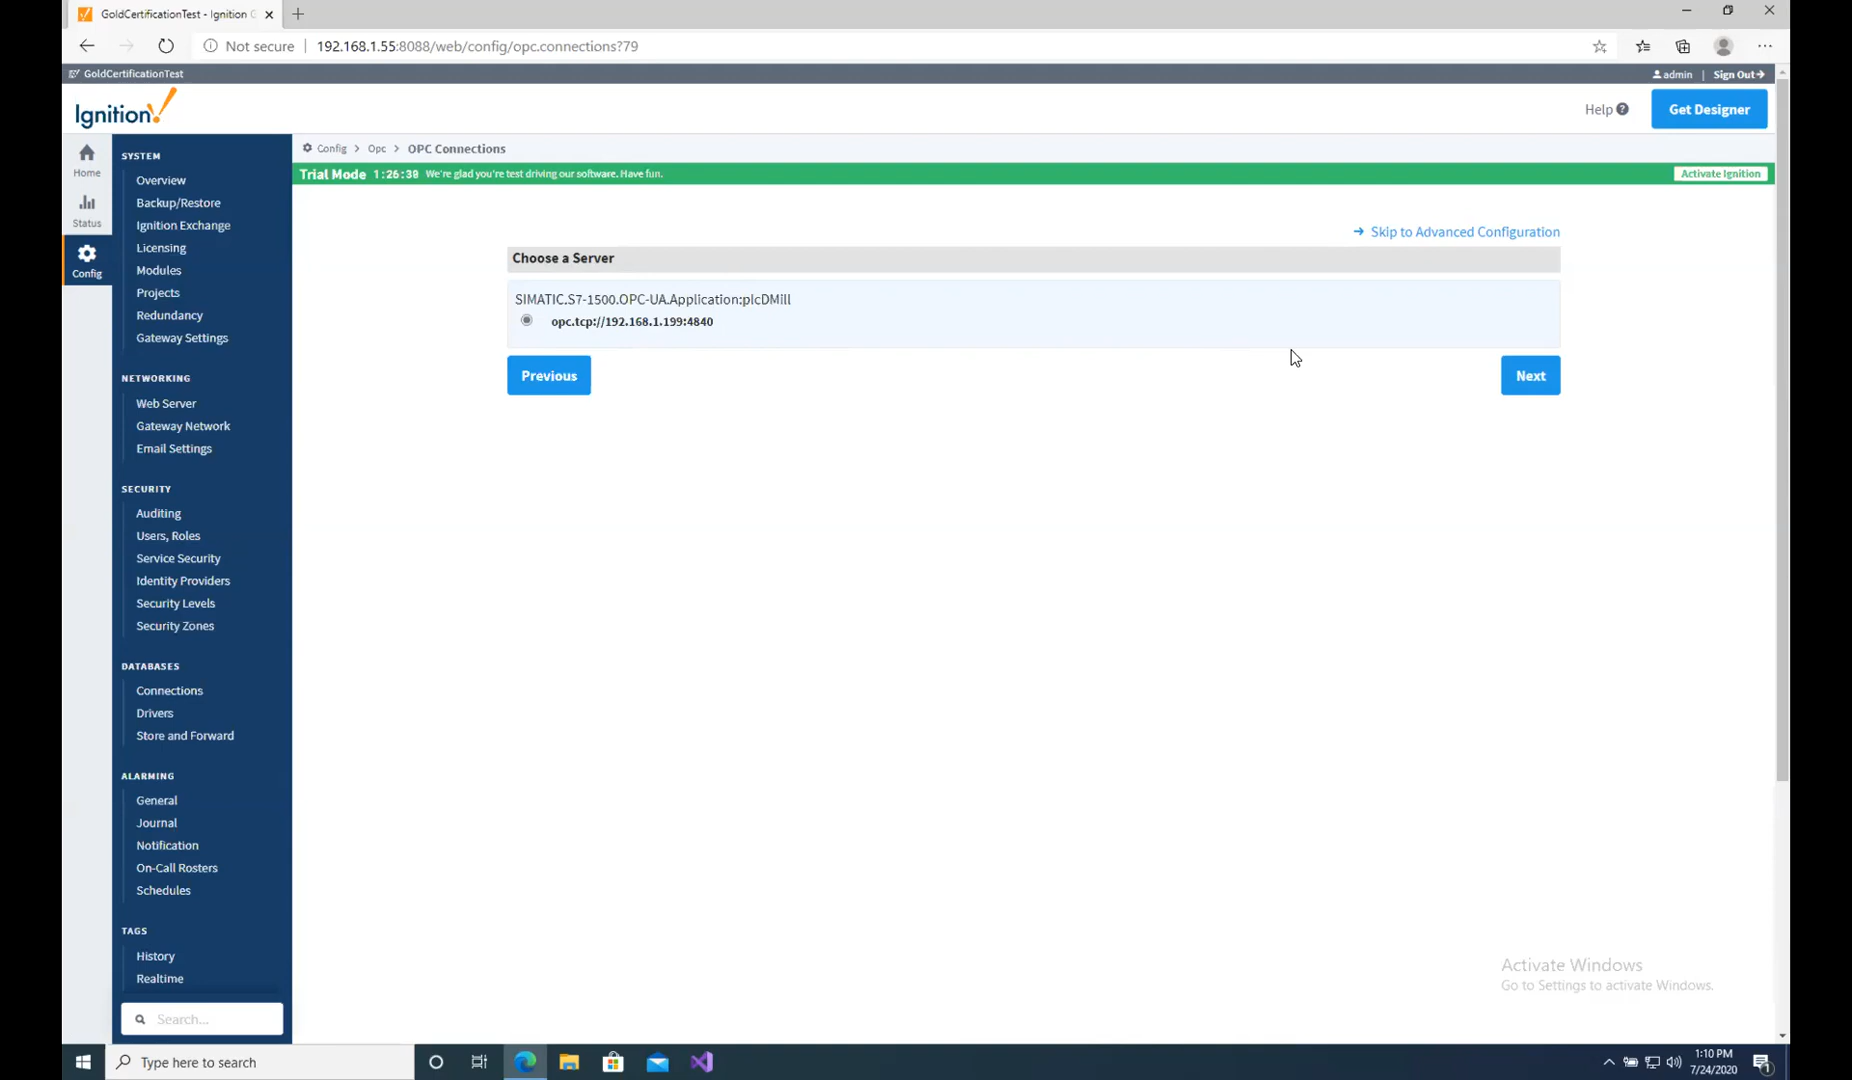 GoldCertificationTest - Ignition G
Not secure | 192.168.1.55:8088/web/config/opc.connections?79
GoldCertificationTest
admin | Sign Out
Ignition!
Help
Get Designer
Home
Status
Config
SYSTEM
Overview
Backup/Restore
Ignition Exchange
Licensing
Modules
Projects
Redundancy
Gateway Settings
NETWORKING
Web Server
Gateway Network
Email Settings
SECURITY
Auditing
Users, Roles
Service Security
Identity Providers
Security Levels
Security Zones
DATABASES
Connections
Drivers
Store and Forward
ALARMING
General
Journal
Notification
On-Call Rosters
Schedules
TAGS
History
Realtime
Search...
Config > Opc > OPC Connections
Trial Mode 1:26:30 We're glad you're test driving our software. Have fun.
Activate Ignition
Skip to Advanced Configuration
Choose a Server
SIMATIC.S7-1500.OPC-UA.Application:plcDMill
opc.tcp://192.168.1.199:4840
Previous
Next
Activate Windows
Go to Settings to activate Windows.
Type here to search
1:10 PM
7/24/2020
1